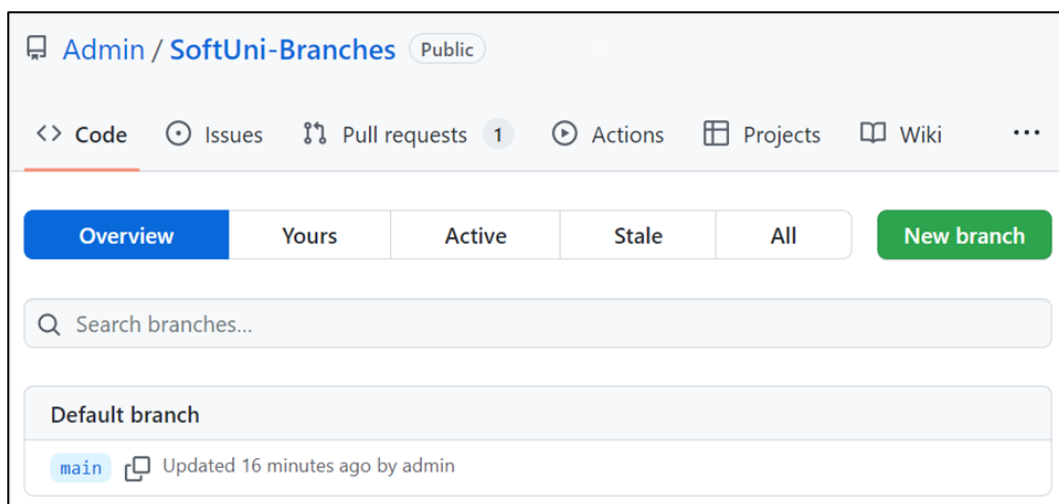 Admin / SoftUni-Branches Public
Code Issues Pull requests 1 Actions Projects Wiki ...
Overview Yours Active Stale All New branch
Search branches...
Default branch
main Updated 16 minutes ago by admin